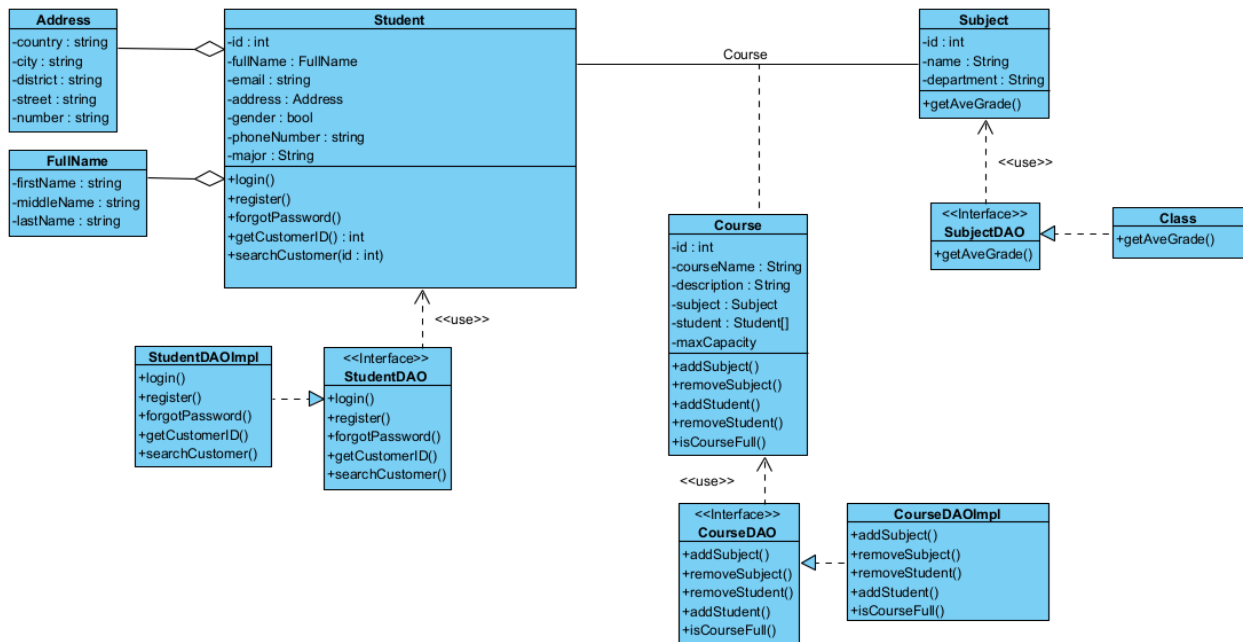 Address
-country : string
-city : string
-district : string
-street : string
-number : string
FullName
-firstName : string
-middleName : string
-lastName : string
Student
-id : int
-fullName : FullName
-email : string
-address : Address
-gender : bool
-phoneNumber : string
-major : String
+login()
+register()
+forgotPassword()
+getCustomerID() : int
+searchCustomer(id : int)
Course
Subject
-id : int
-name : String
-department : String
+getAveGrade()
<<use>>
<<Interface>>
SubjectDAO
+getAveGrade()
Class
+getAveGrade()
Course
-id : int
-courseName : String
-description : String
-subject : Subject
-student : Student[]
-maxCapacity
+addSubject()
+removeSubject()
+addStudent()
+removeStudent()
+isCourseFull()
<<use>>
StudentDAOImpl
+login()
+register()
+forgotPassword()
+getCustomerID()
+searchCustomer()
<<Interface>>
StudentDAO
+login()
+register()
+forgotPassword()
+getCustomerID()
+searchCustomer()
<<use>>
<<Interface>>
CourseDAO
+addSubject()
+removeSubject()
+removeStudent()
+addStudent()
+isCourseFull()
CourseDAOImpl
+addSubject()
+removeSubject()
+removeStudent()
+addStudent()
+isCourseFull()